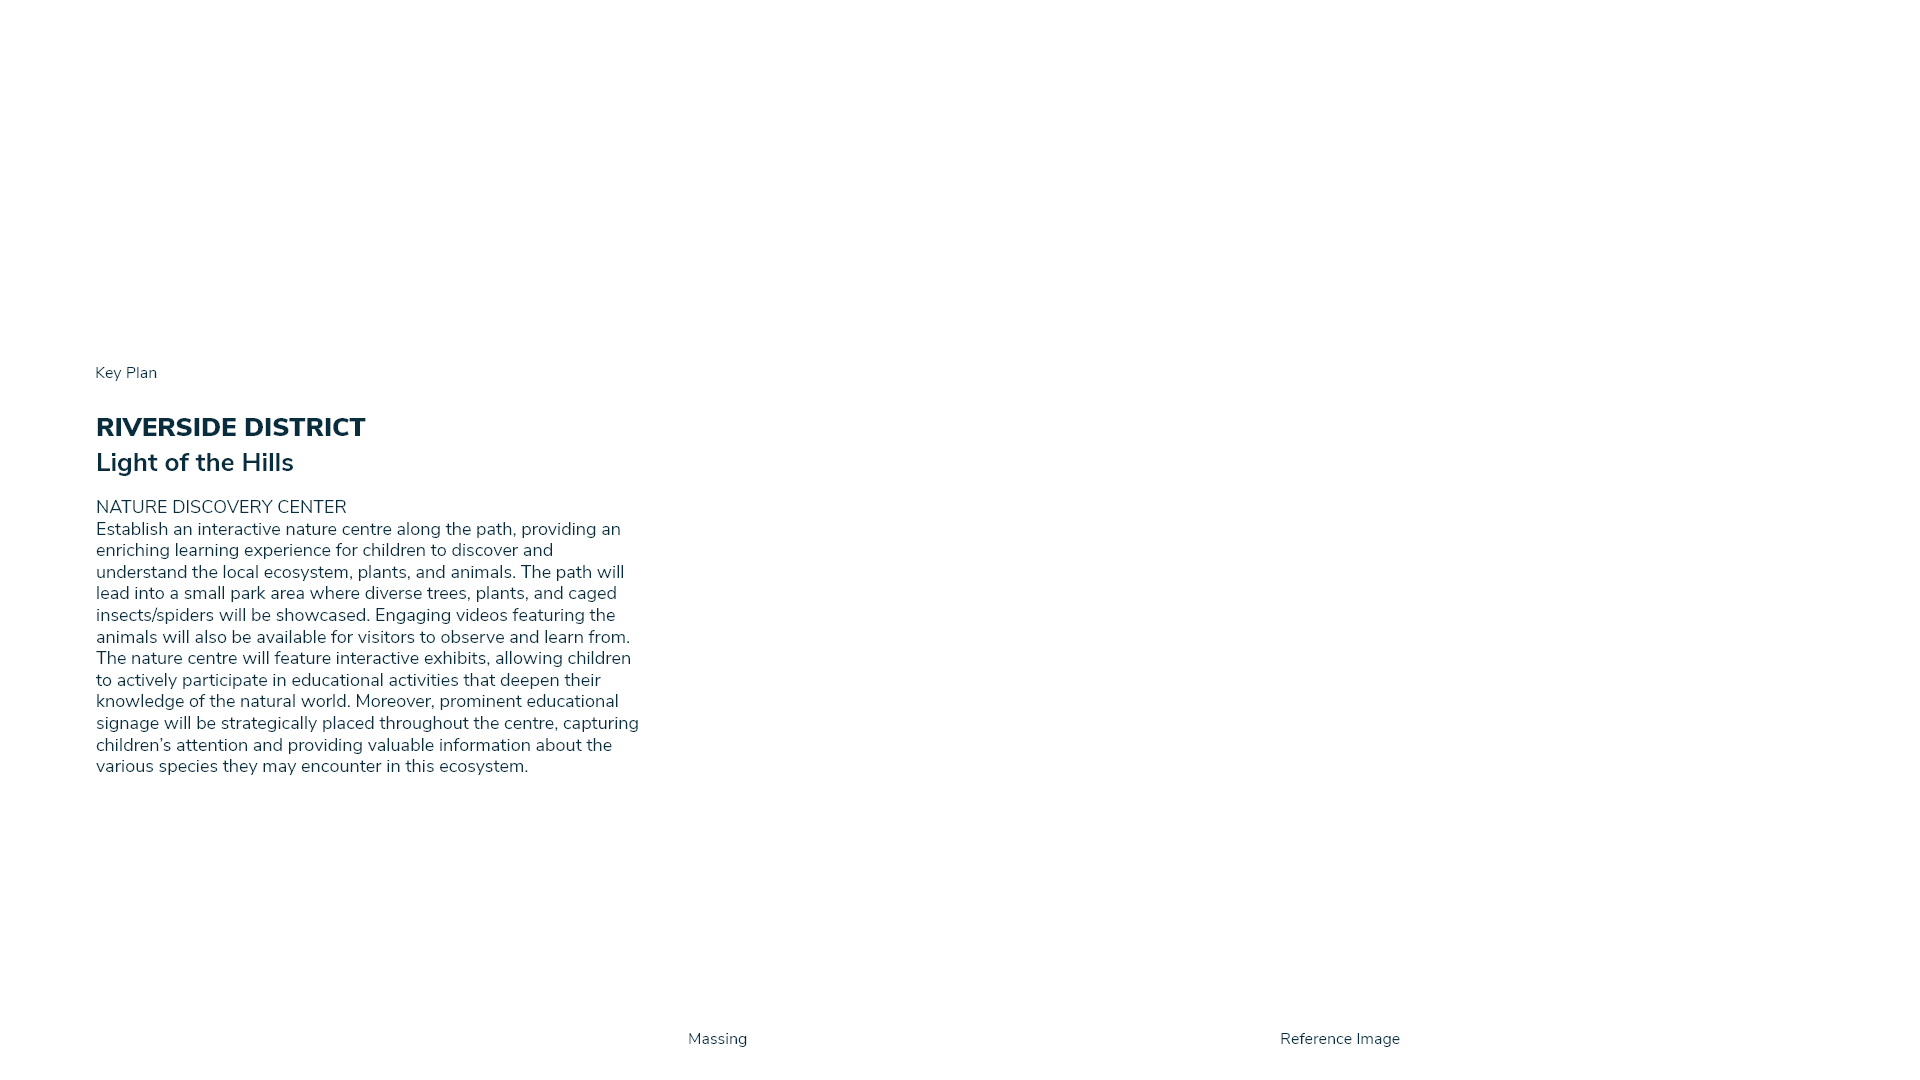 Key Plan
RIVERSIDE DISTRICT
Light of the Hills
NATURE DISCOVERY CENTER
Establish an interactive nature centre along the path, providing an
enriching learning experience for children to discover and
understand the local ecosystem, plants, and animals. The path will
lead into a small park area where diverse trees, plants, and caged
insects/spiders will be showcased. Engaging videos featuring the
animals will also be available for visitors to observe and learn from.
The nature centre will feature interactive exhibits, allowing children
to actively participate in educational activities that deepen their
knowledge of the natural world. Moreover, prominent educational
signage will be strategically placed throughout the centre, capturing
children’s attention and providing valuable information about the
various species they may encounter in this ecosystem.
Massing
Reference Image